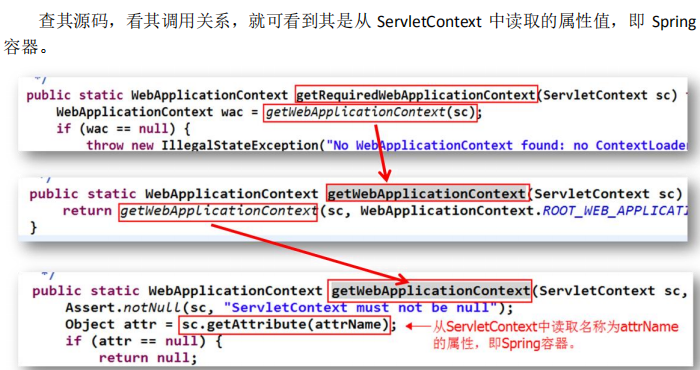 查其源码，看其调用关系，就可看到其是从 ServletContext 中读取的属性值，即 Spring
容器。
*/
public static WebApplicationContext getRequiredWebApplicationContext(ServletContext sc)
WebApplicationContext wac = getWebApplicationContext(sc);
if (wac == null) {
throw new IllegalStateException("No WebApplicationContext found: no ContextLoade
public static WebApplicationContext getWebApplicationContext(ServletContext sc)
return getWebApplicationContext(sc, WebApplicationContext.ROOT_WEB_APPLICATI
}
*/
public static WebApplicationContext getWebApplicationContext(ServletContext sc,
Assert.notNull(sc, "ServletContext must not be null");
Object attr = sc.getAttribute(attrName);
从ServletContext中读取名称为attrName
的属性，即Spring容器。
if (attr == null) {
return null;